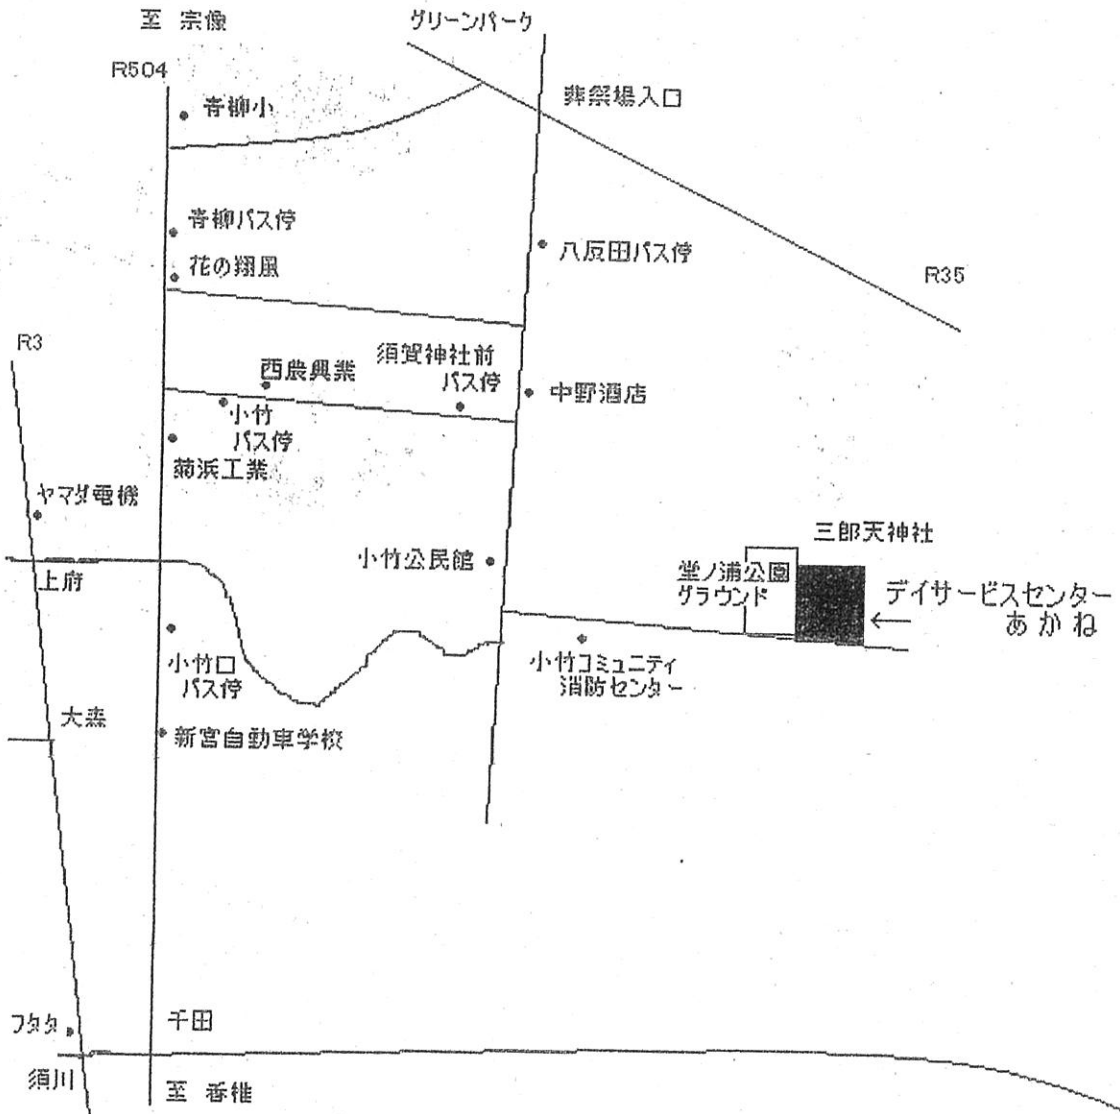 至 宗像
グリーンパーク
R504
青柳小
葬祭場入口
青柳バス停
八反田バス停
花の翔風
R35
R3
須賀神社前
バス停
西農興業
中野酒店
小竹
バス停
菊浜工業
ヤマダ電機
三郎天神社
小竹公民館
堂ノ浦公園
グラウンド
上府
デイサービスセンター
あかね
←
小竹口
バス停
小竹コミュニティ
消防センター
大森
新宮自動車学校
フタタ
千田
須川
至 香椎